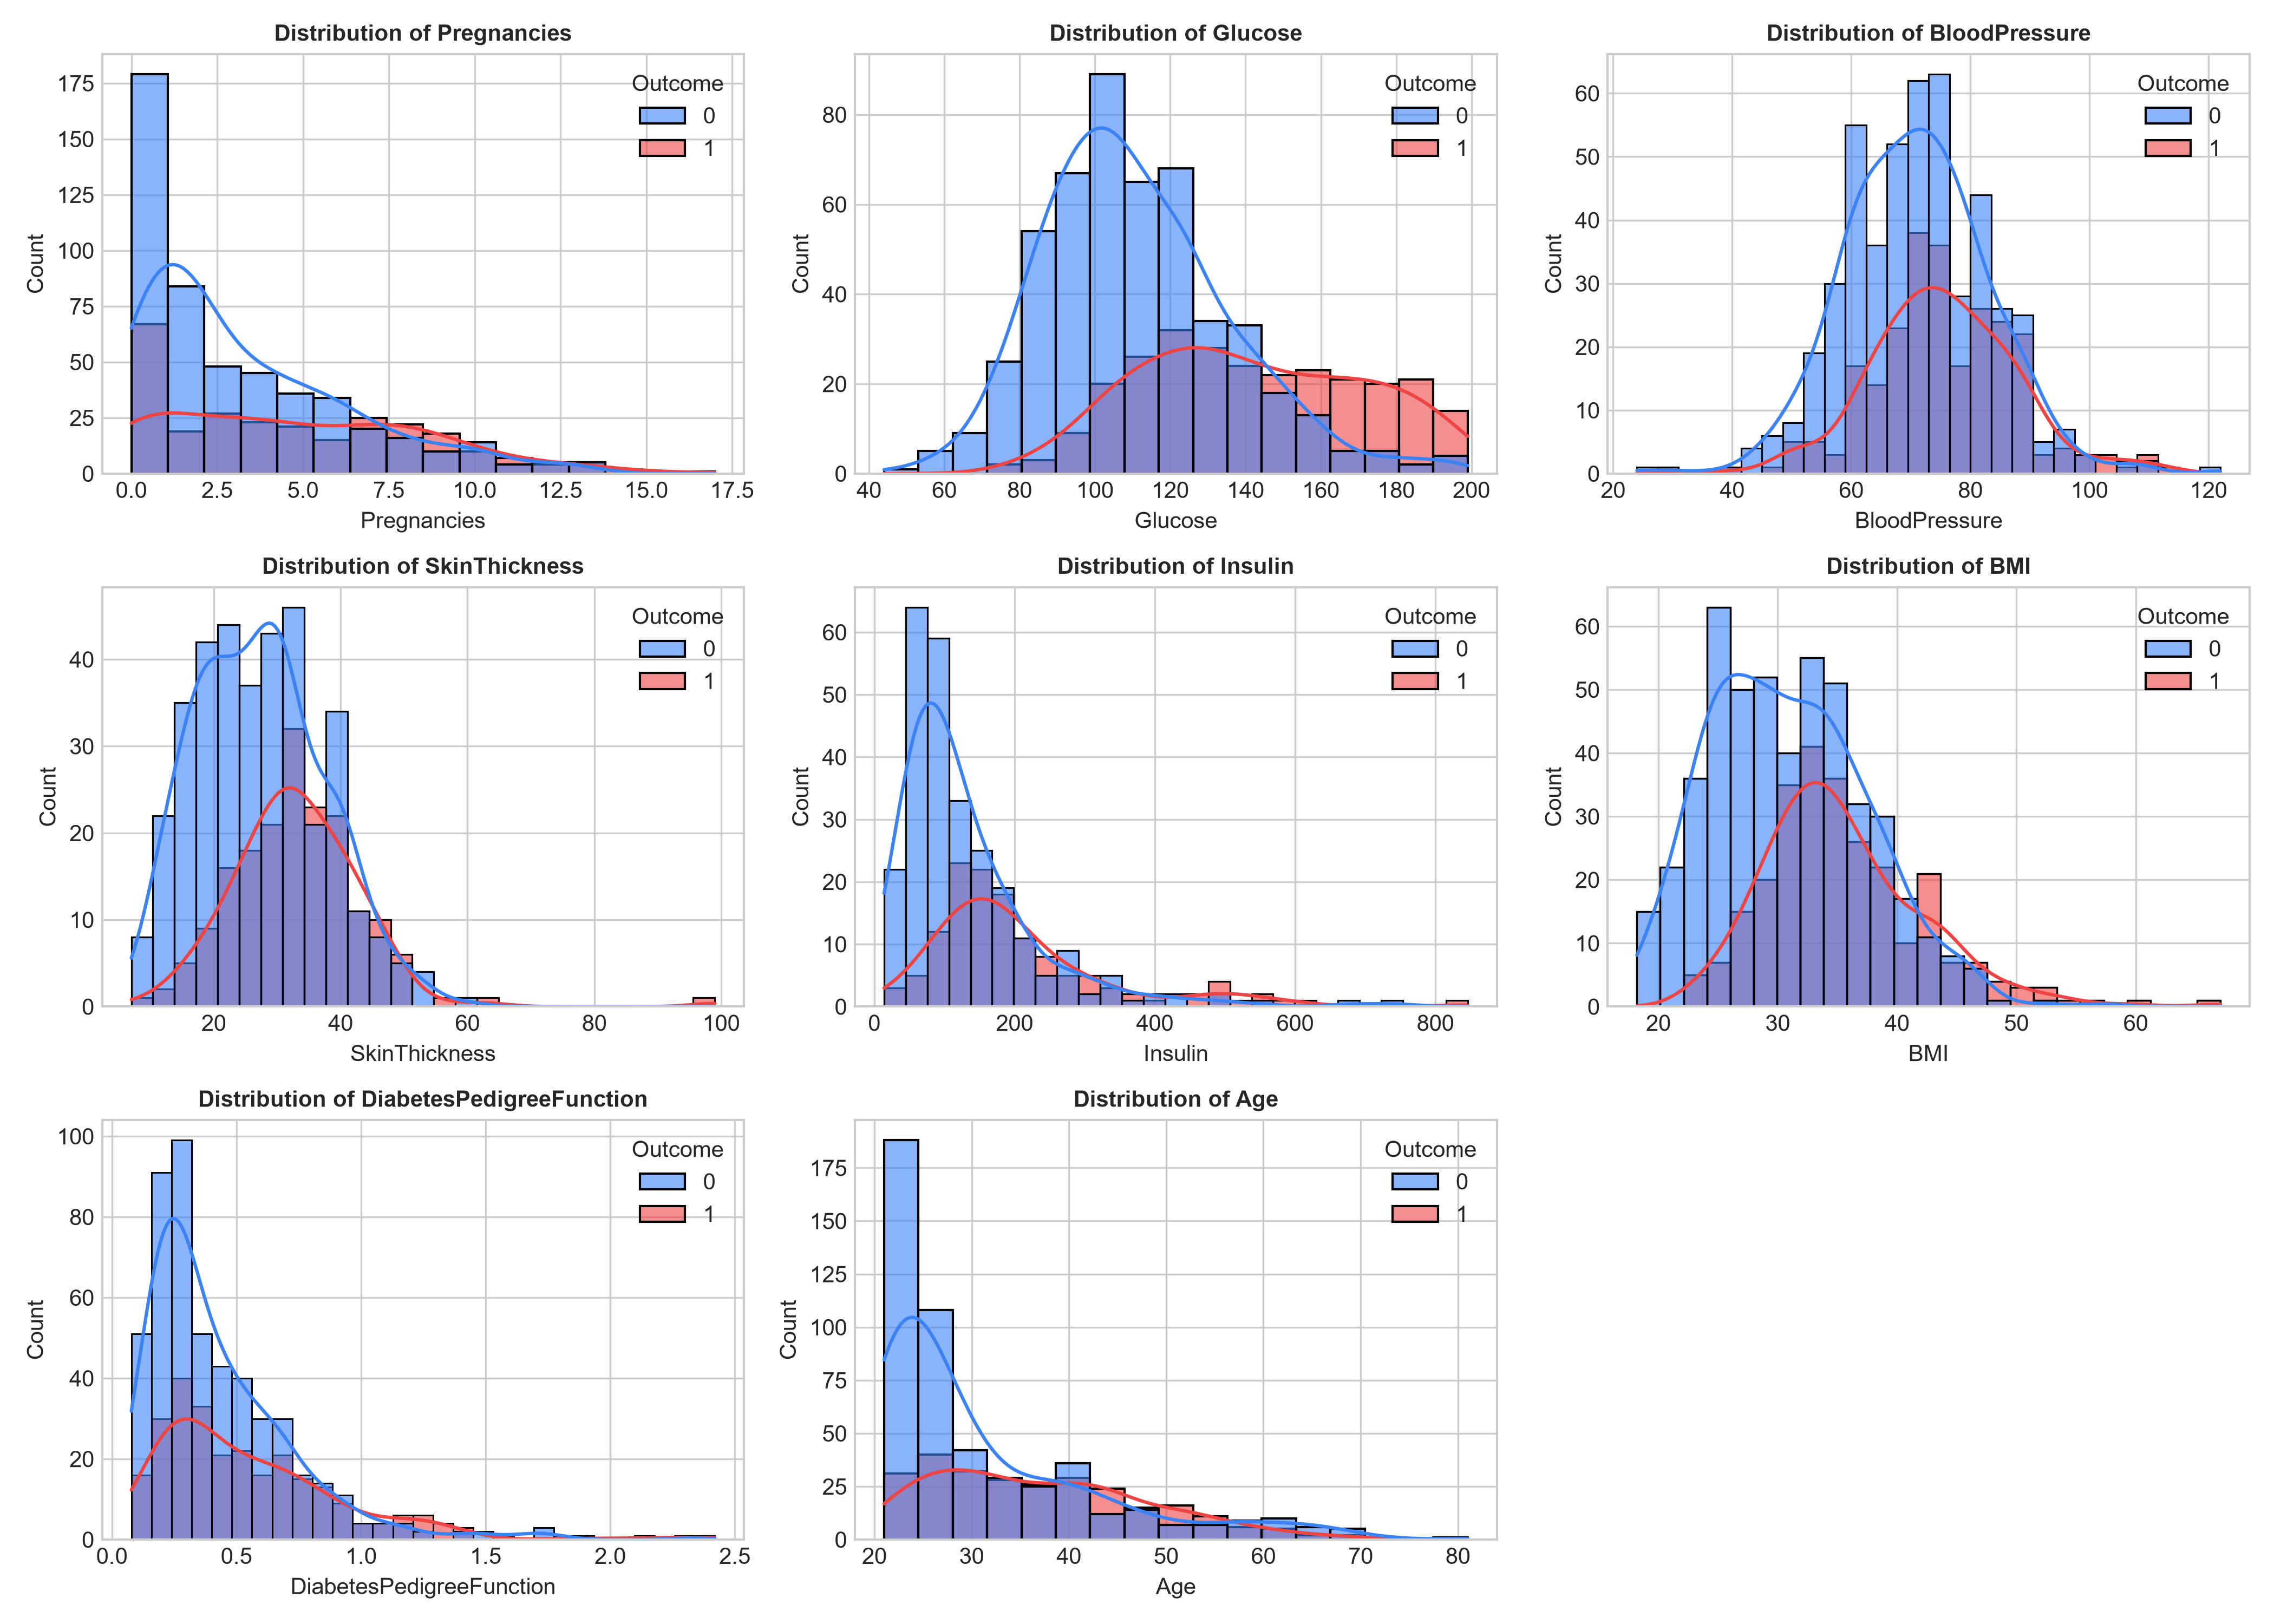 Distribution of Pregnancies
175
150
125
100
75
50
25
0
Count
0.0 2.5 5.0 7.5 10.0 12.5 15.0 17.5
Pregnancies
Outcome
0
1
Distribution of Glucose
80
60
40
20
0
Count
40 60 80 100 120 140 160 180 200
Glucose
Outcome
0
1
Distribution of BloodPressure
60
50
40
30
20
10
0
Count
20 40 60 80 100 120
BloodPressure
Outcome
0
1
Distribution of SkinThickness
40
30
20
10
0
Count
20 40 60 80 100
SkinThickness
Outcome
0
1
Distribution of Insulin
60
50
40
30
20
10
0
Count
0 200 400 600 800
Insulin
Outcome
0
1
Distribution of BMI
60
50
40
30
20
10
0
Count
20 30 40 50 60
BMI
Outcome
0
1
Distribution of DiabetesPedigreeFunction
100
80
60
40
20
0
Count
0.0 0.5 1.0 1.5 2.0 2.5
DiabetesPedigreeFunction
Outcome
0
1
Distribution of Age
175
150
125
100
75
50
25
0
Count
20 30 40 50 60 70 80
Age
Outcome
0
1